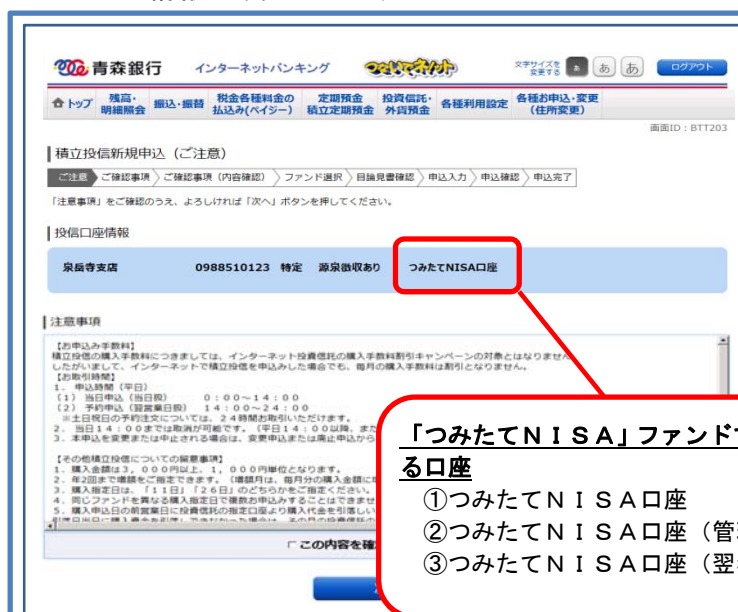 青森銀行 インターネットバンキング つないでネット 文字サイズを変更する あ あ あ ログアウト
トップ 残高・明細照会 振込・振替 税金各種料金の払込み(ペイジー) 定期預金 積立定期預金 投資信託・外貨預金 各種利用設定 各種お申込・変更(住所変更)
画面ID：BTT203
積立投信新規申込（ご注意）
ご注意 ご確認事項 ご確認事項（内容確認） ファンド選択 目論見書確認 申込入力 申込確認 申込完了
「注意事項」をご確認のうえ、よろしければ「次へ」ボタンを押してください。
投信口座情報
泉岳寺支店 0988510123 特定 源泉徴収あり つみたてNISA口座
注意事項
【お申込み手数料】
積立投信の購入手数料につきましては、インターネット投資信託の購入手数料割引キャンペーンの対象とはなりません
したがいまして、インターネットで積立投信を申込みした場合でも、毎月の購入手数料は割引となりません。
【お取引時間】
１．申込時間（平日）
（１）当日申込（当日扱） ０：００～１４：００
（２）予約申込（翌営業日扱） １４：００～２４：００
※土日祝日の予約注文については、２４時間お取引いただけます。
２．当日１４：００までは取消が可能です。（平日１４：００以降、また
３．本申込を変更または中止される場合は、変更申込または廃止申込から
【その他積立投信についての留意事項】
１．購入金額は３，０００円以上、１，０００円単位となります。
２．年2回まで増額をご指定できます。（増額月は、毎月分の購入金額に
３．購入指定日は、「１１日」「２６日」のどちらかをご指定ください。
４．同じファンドを異なる購入指定日で複数お申込みすることはできませ
５．購入申込日の前営業日に投資信託の指定口座より購入代金を引落しい
この内容を確
「つみたてＮＩＳＡ」ファンドで
る口座
①つみたてＮＩＳＡ口座
②つみたてＮＩＳＡ口座（管
③つみたてＮＩＳＡ口座（翌